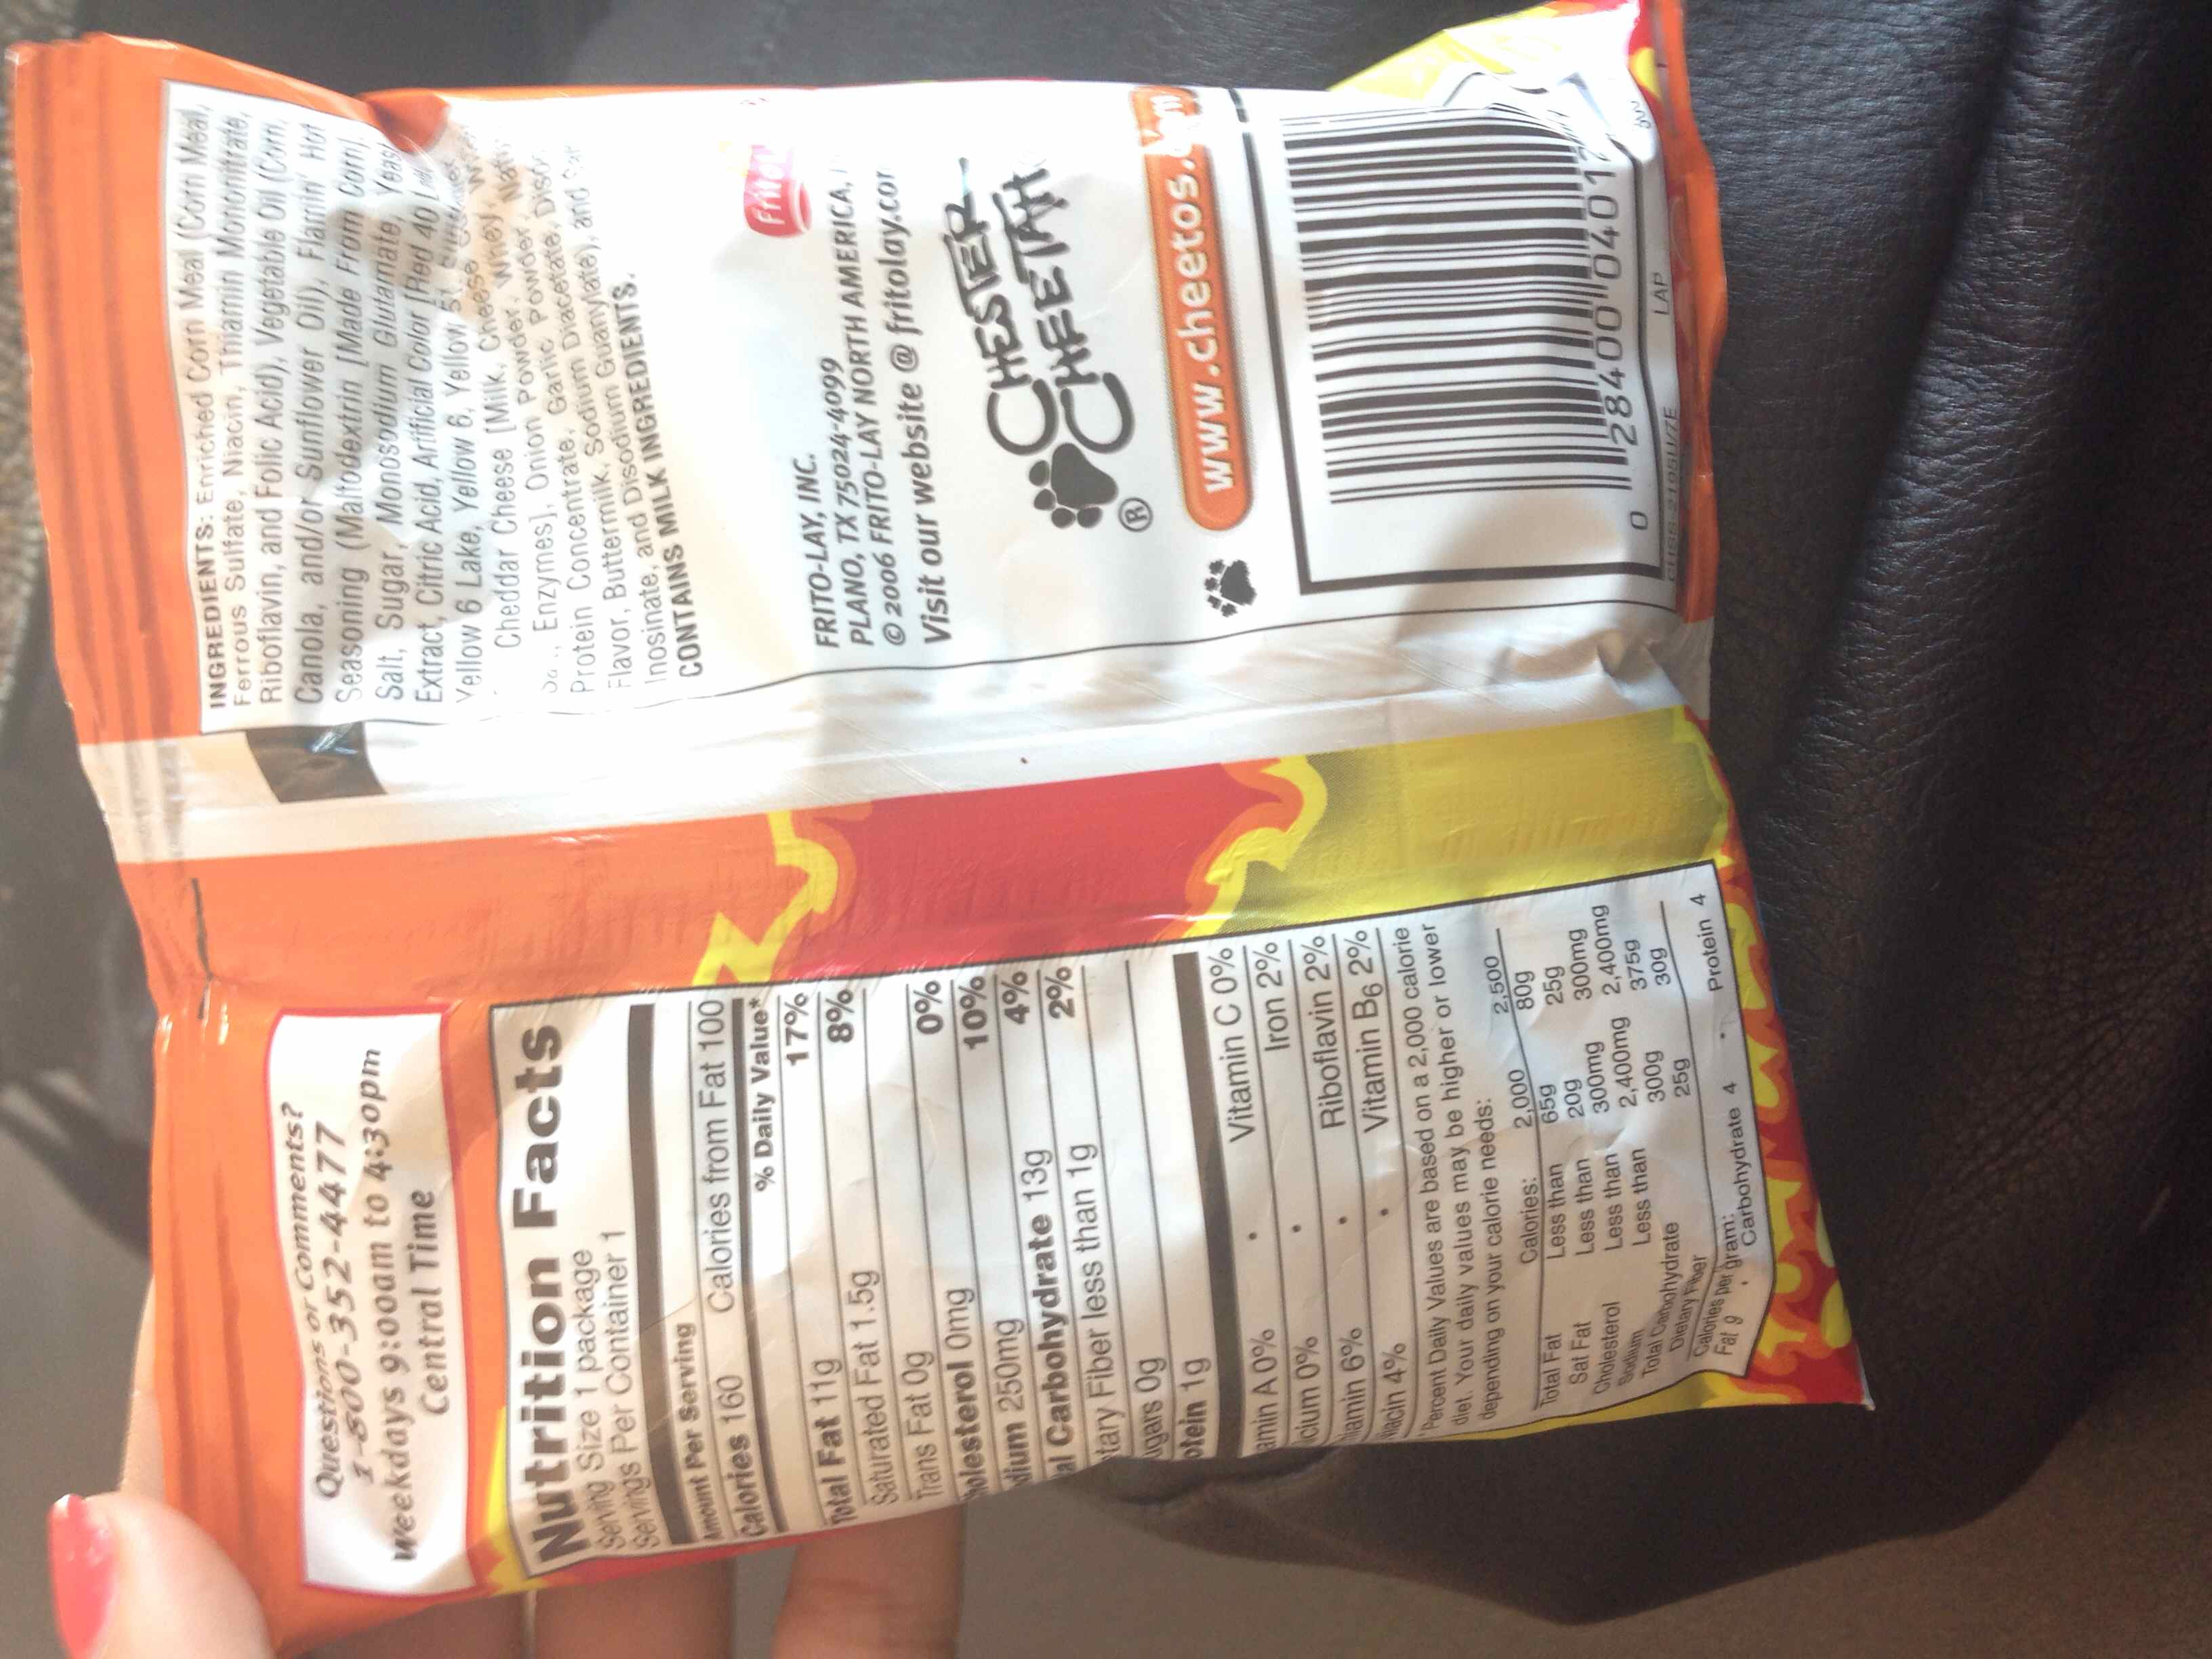 Questions or Comments?
1-800-352-4477
Weekdays 9:00am to 4:30pm
Central Time
Nutrition Facts
Serving Size 1 package
Servings Per Container 1
Amount Per Serving
Calories 160 Calories from Fat 100
% Daily Value*
Total Fat 11g 17%
Saturated Fat 1.5g 8%
Trans Fat 0g
holesterol 0mg 0%
dium 250mg 10%
al Carbohydrate 13g 4%
tary Fiber less than 1g 2%
ugars 0g
otein 1g
amin A 0% • Vitamin C 0%
lcium 0% • Iron 2%
iamin 6% • Riboflavin 2%
iacin 4% • Vitamin B6 2%
*Percent Daily Values are based on a 2,000 calorie
diet. Your daily values may be higher or lower
depending on your calorie needs:
Calories: 2,000 2,500
Total Fat Less than 65g 80g
Sat Fat Less than 20g 25g
Cholesterol Less than 300mg 300mg
Sodium Less than 2,400mg 2,400mg
Total Carbohydrate 300g 375g
Dietary Fiber 25g 30g
Calories per gram:
Fat 9 • Carbohydrate 4 • Protein 4
INGREDIENTS: Enriched Corn Meal (Corn Meal,
Ferrous Sulfate, Niacin, Thiamin Mononitrate,
Riboflavin, and Folic Acid), Vegetable Oil (Corn,
Canola, and/or Sunflower Oil), Flamin' Hot
Seasoning (Maltodextrin [Made From Corn],
Salt, Sugar, Monosodium Glutamate, Yeast
Extract, Citric Acid, Artificial Color [Red 40 Lake,
Yellow 6 Lake, Yellow 6, Yellow 5],
Cheddar Cheese [Milk, Cheese
Enzymes], Onion Powder, Whey,
Protein Concentrate, Garlic Powder,
Flavor, Buttermilk, Sodium Diacetate,
Inosinate, and Disodium Guanylate), and
CONTAINS MILK INGREDIENTS.
Frito
FRITO-LAY, INC.
PLANO, TX 75024-4099
© 2006 FRITO-LAY NORTH AMERICA,
Visit our website @ fritolay.com
CHESTER
CHEETAH
®
www.cheetos.com
0 28400 04012
LAP